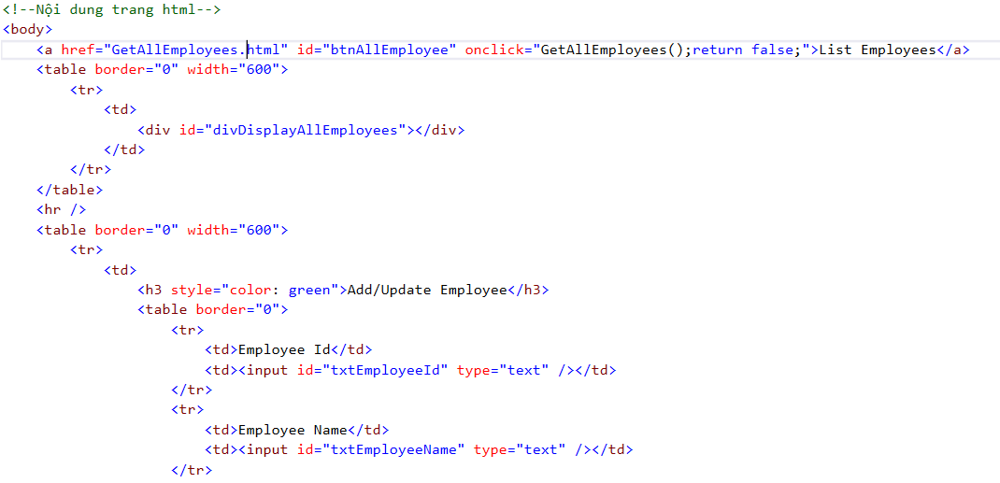 <!--Nội dung trang html-->
<body>
    <a href="GetAllEmployees.html" id="btnAllEmployee" onclick="GetAllEmployees();return false;">List Employees</a>
    <table border="0" width="600">
        <tr>
            <td>
                <div id="divDisplayAllEmployees"></div>
            </td>
        </tr>
    </table>
    <hr />
    <table border="0" width="600">
        <tr>
            <td>
                <h3 style="color: green">Add/Update Employee</h3>
                <table border="0">
                    <tr>
                        <td>Employee Id</td>
                        <td><input id="txtEmployeeId" type="text" /></td>
                    </tr>
                    <tr>
                        <td>Employee Name</td>
                        <td><input id="txtEmployeeName" type="text" /></td>
                    </tr>